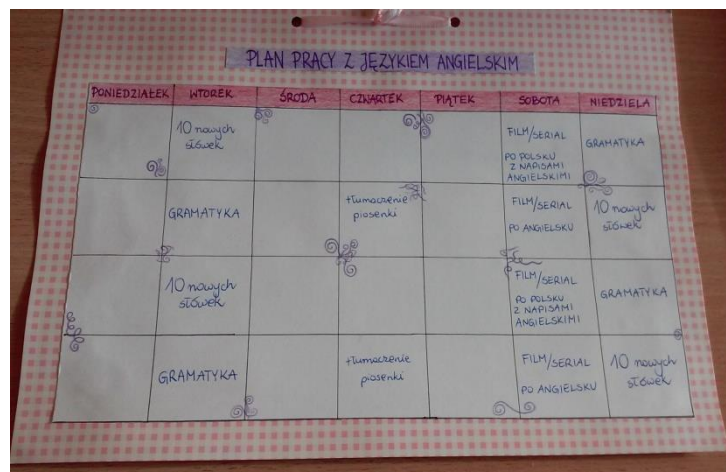 PLAN PRACY Z JĘZYKIEM ANGIELSKIM
PONIEDZIAŁEK WTOREK ŚRODA CZWARTEK PIĄTEK SOBOTA NIEDZIELA
10 nowych
słówek
FILM/SERIAL
PO POLSKU
Z NAPISAMI
ANGIELSKIMI
GRAMATYKA
GRAMATYKA
tłumaczenie
piosenki
FILM/SERIAL
PO ANGIELSKU
10 nowych
słówek
10 nowych
słówek
FILM/SERIAL
PO POLSKU
Z NAPISAMI
ANGIELSKIMI
GRAMATYKA
GRAMATYKA
tłumaczenie
piosenki
FILM/SERIAL
PO ANGIELSKU
10 nowych
słówek